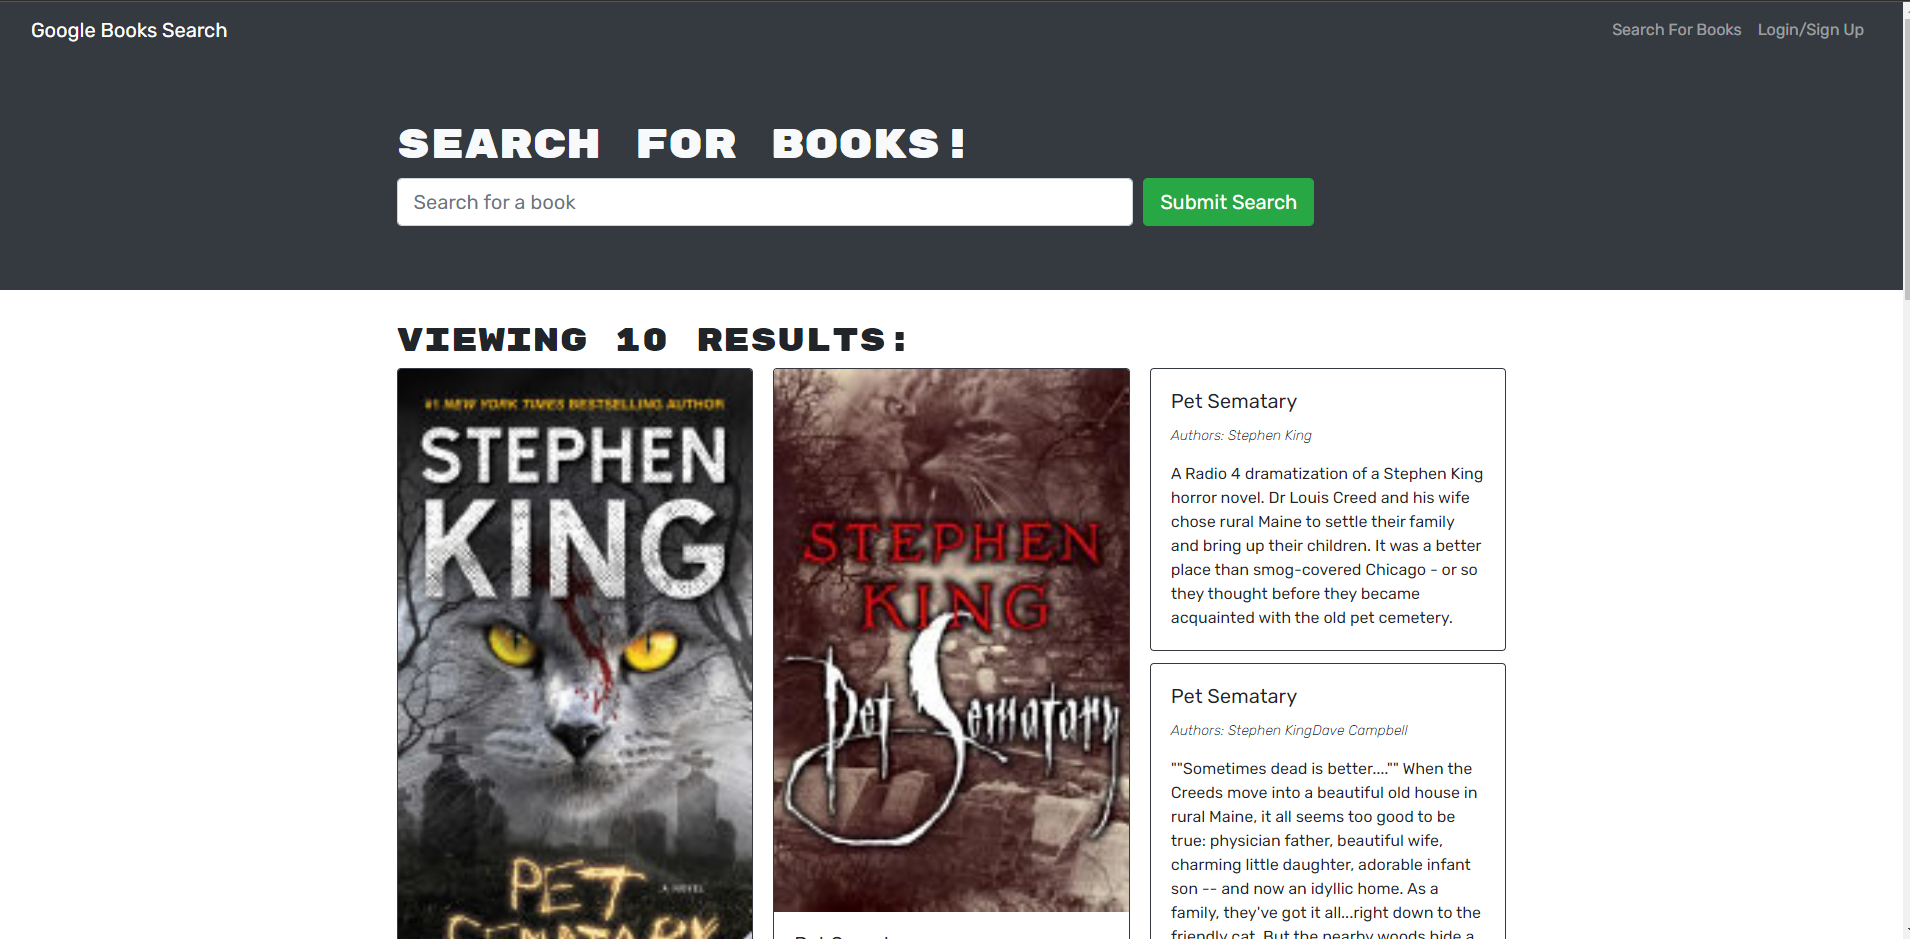 Google Books Search
Search For Books
Login/Sign Up
SEARCH FOR BOOKS!
Search for a book
Submit Search
VIEWING 10 RESULTS:
#1 NEW YORK TIMES BESTSELLING AUTHOR
STEPHEN
KING
PET
A NOVEL
STEPHEN
KING
Pet Sematary
Pet Sematary
Authors: Stephen King
A Radio 4 dramatization of a Stephen King
horror novel. Dr Louis Creed and his wife
chose rural Maine to settle their family
and bring up their children. It was a better
place than smog-covered Chicago - or so
they thought before they became
acquainted with the old pet cemetery.
Pet Sematary
Authors: Stephen KingDave Campbell
""Sometimes dead is better...."" When the
Creeds move into a beautiful old house in
rural Maine, it all seems too good to be
true: physician father, beautiful wife,
charming little daughter, adorable infant
son -- and now an idyllic home. As a
family, they've got it all...right down to the
friendly cat. But the nearby woods hide a